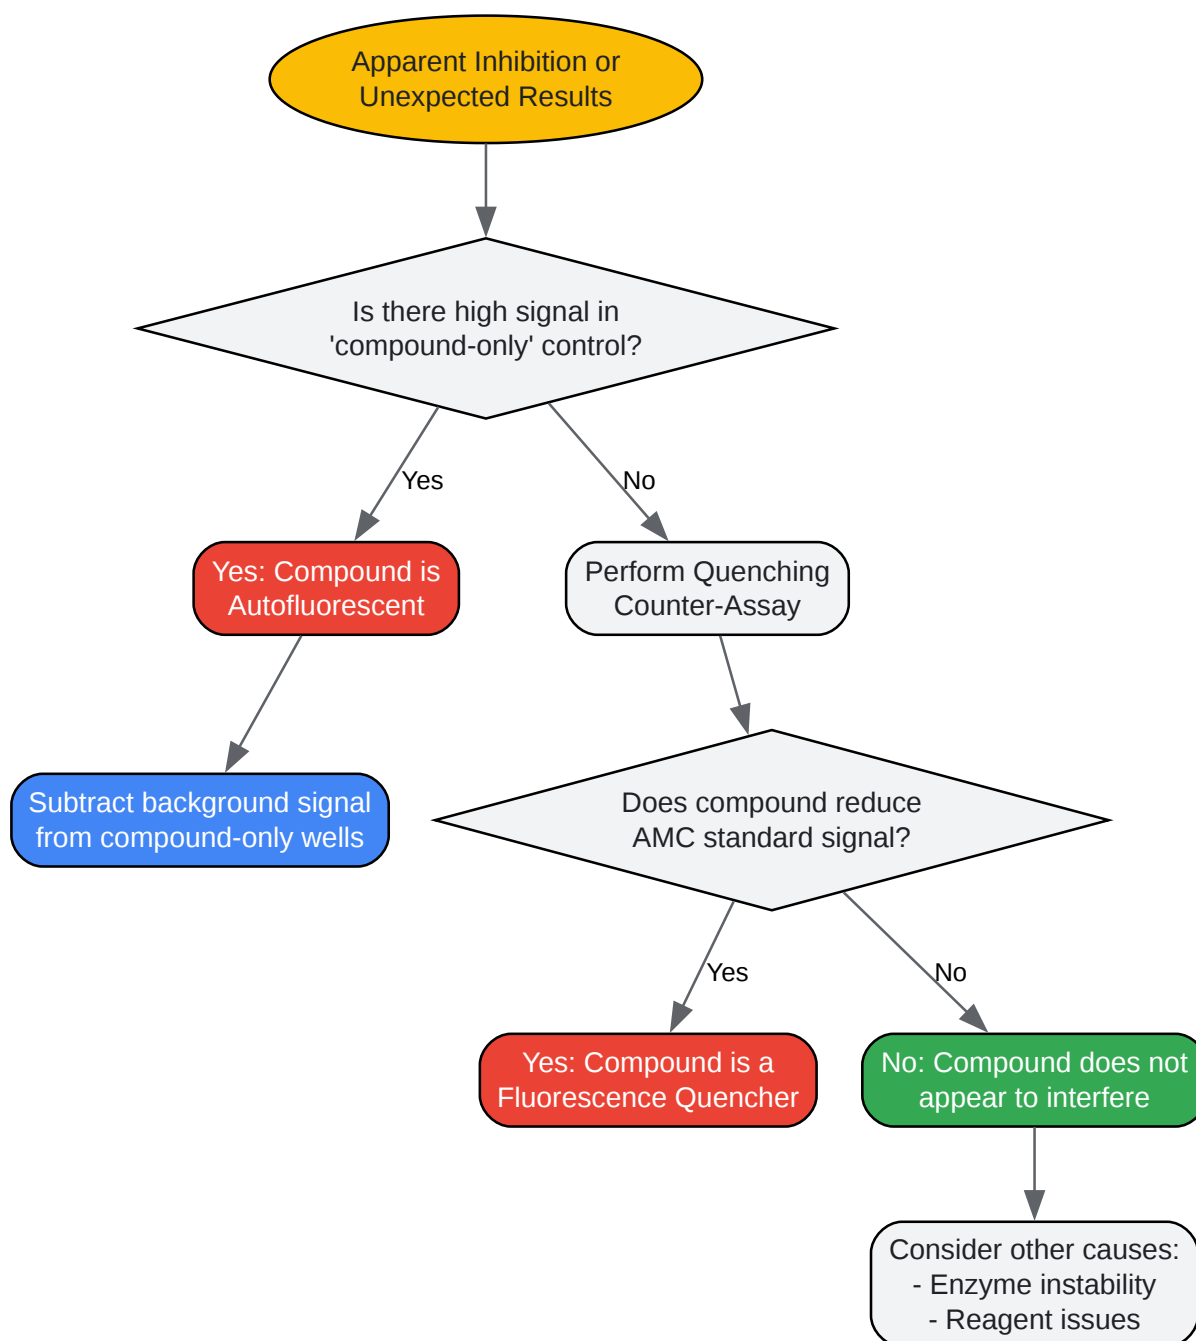 Apparent Inhibition or
Unexpected Results
Is there high signal in
'compound-only' control?
Yes
No
Yes: Compound is
Autofluorescent
Perform Quenching
Counter-Assay
Subtract background signal
from compound-only wells
Does compound reduce
AMC standard signal?
Yes
No
Yes: Compound is a
Fluorescence Quencher
No: Compound does not
appear to interfere
Consider other causes:
- Enzyme instability
- Reagent issues